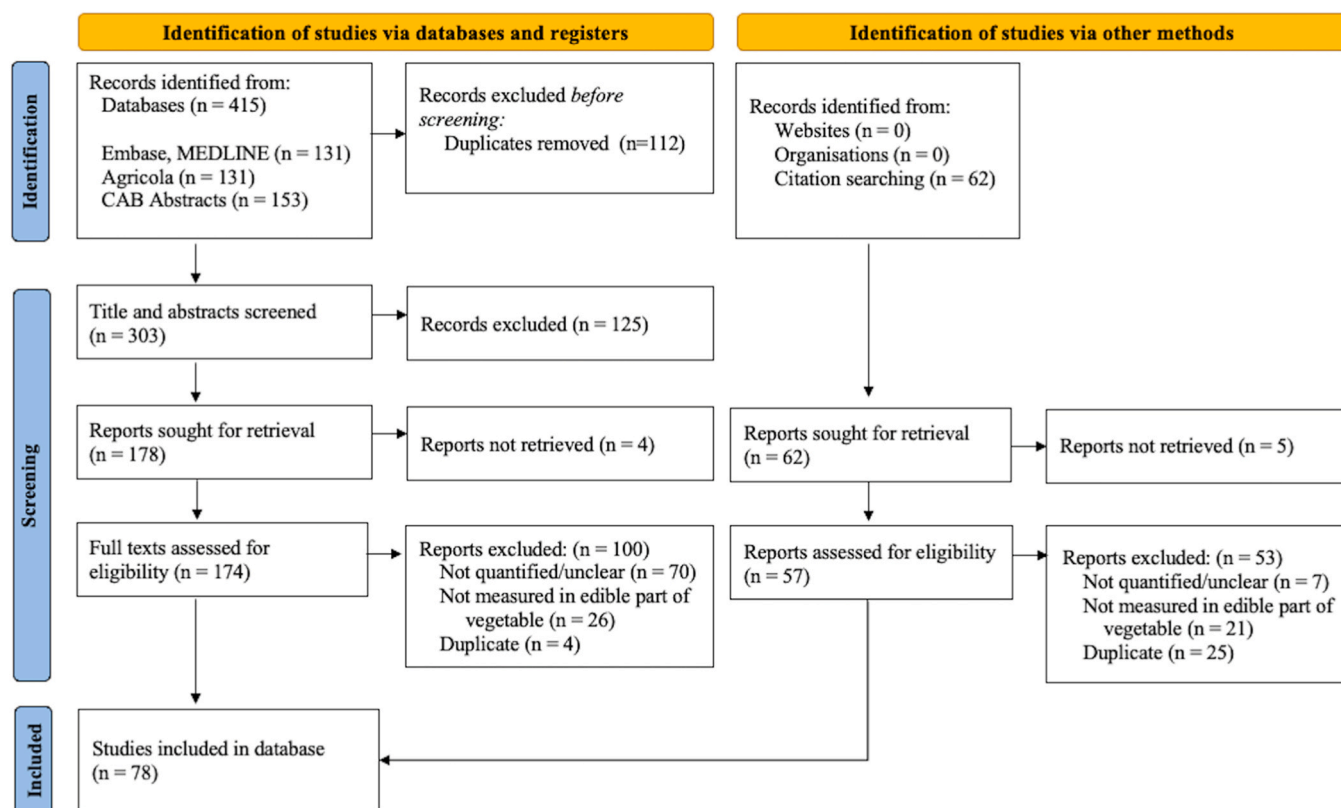 Identification of studies via databases and registers
Identification of studies via other methods
Identification
Records identified from:
Databases (n = 415)
Embase, MEDLINE (n = 131)
Agricola (n = 131)
CAB Abstracts (n = 153)
Records excluded before
screening:
Duplicates removed (n=112)
Records identified from:
Websites (n = 0)
Organisations (n = 0)
Citation searching (n = 62)
Screening
Title and abstracts screened
(n = 303)
Records excluded (n = 125)
Reports sought for retrieval
(n = 178)
Reports not retrieved (n = 4)
Reports sought for retrieval
(n = 62)
Reports not retrieved (n = 5)
Full texts assessed for
eligibility (n = 174)
Reports excluded: (n = 100)
Not quantified/unclear (n = 70)
Not measured in edible part of
vegetable (n = 26)
Duplicate (n = 4)
Reports assessed for eligibility
(n = 57)
Reports excluded: (n = 53)
Not quantified/unclear (n = 7)
Not measured in edible part of
vegetable (n = 21)
Duplicate (n = 25)
Included
Studies included in database
(n = 78)